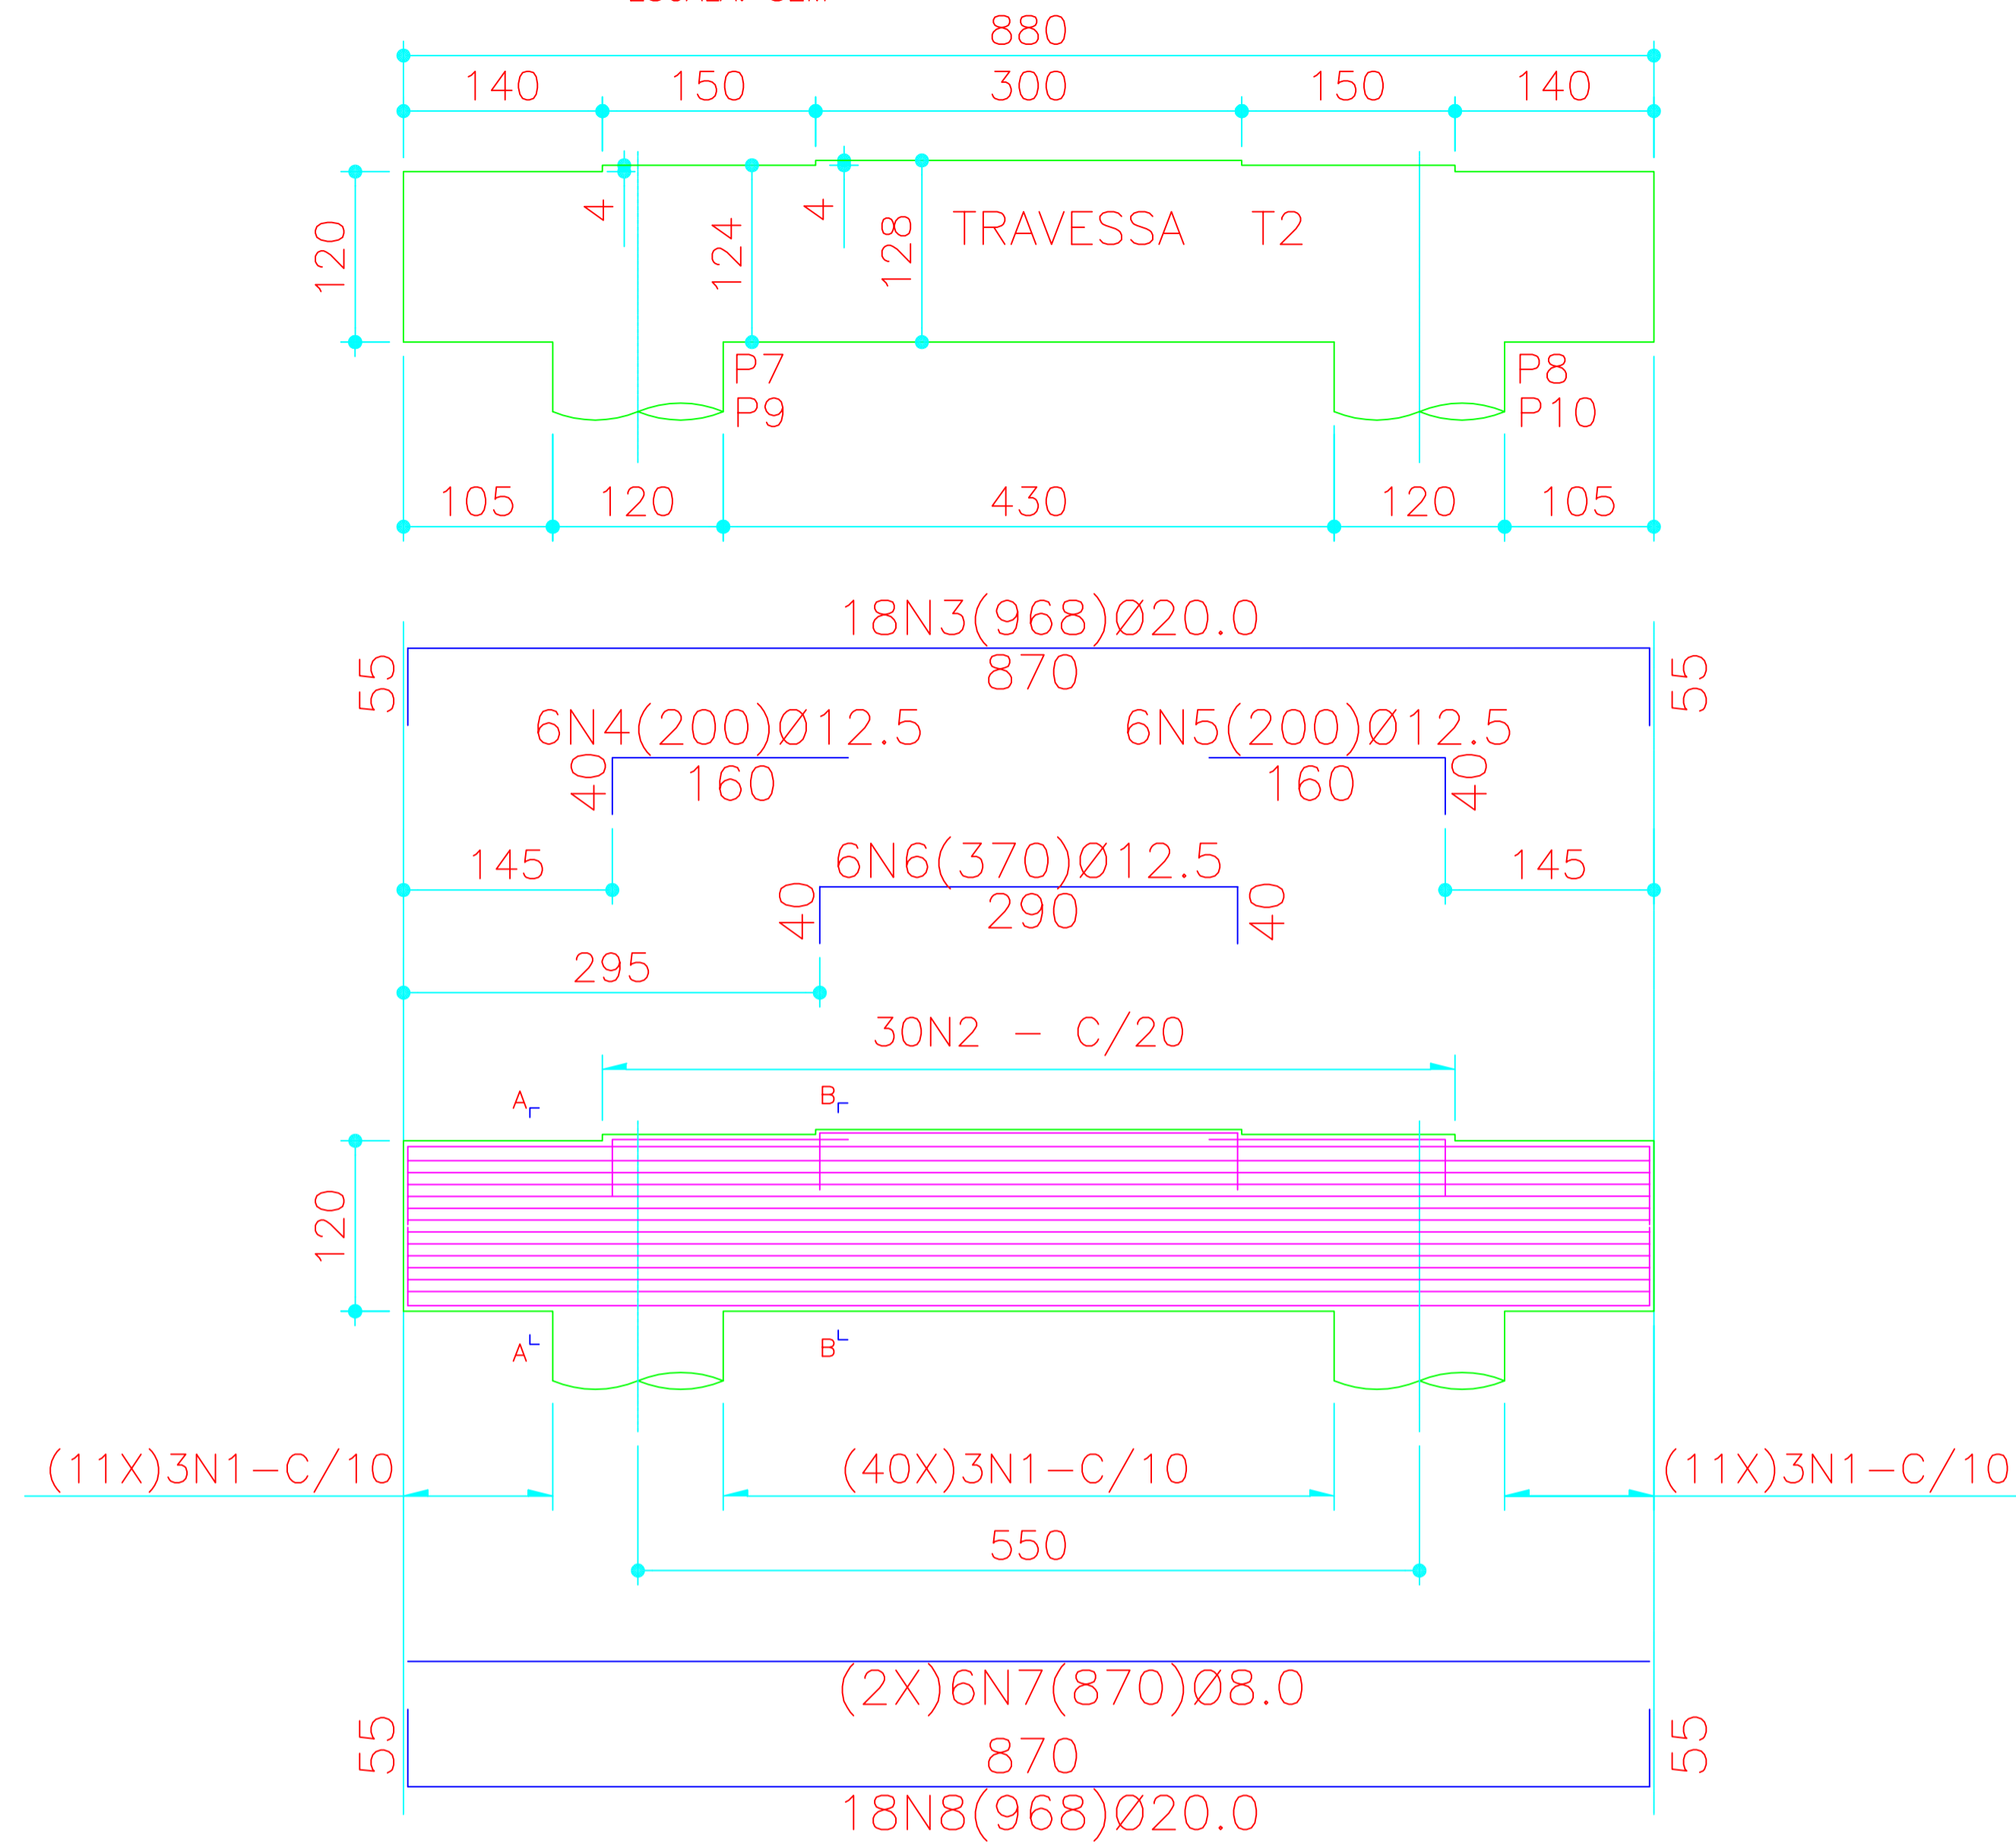 880
140 150 300 150 140
4 4
120 124 128 TRAVESSA T2
P7 P8
P9 P10
105 120 430 120 105
18N3(968)Ø20.0
55 870 55
6N4(200)Ø12.5 6N5(200)Ø12.5
40 160 160 40
145 6N6(370)Ø12.5 145
40 290 40
295
30N2 - C/20
A B
120
A B
(11X)3N1-C/10 (40X)3N1-C/10 (11X)3N1-C/10
550
(2X)6N7(870)Ø8.0
55 870 55
18N8(968)Ø20.0